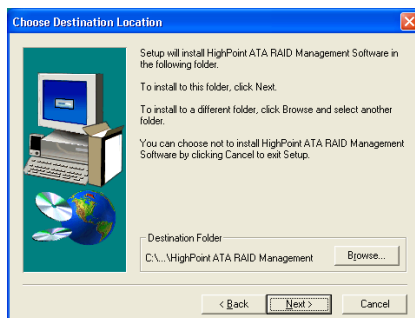 Choose Destination Location
Setup will install HighPoint ATA RAID Management Software in
the following folder.
To install to this folder, click Next.
To install to a different folder, click Browse and select another
folder.
You can choose not to install HighPoint ATA RAID Management
Software by clicking Cancel to exit Setup.
Destination Folder
C:\...\HighPoint ATA RAID Management
Browse...
< Back
Next >
Cancel